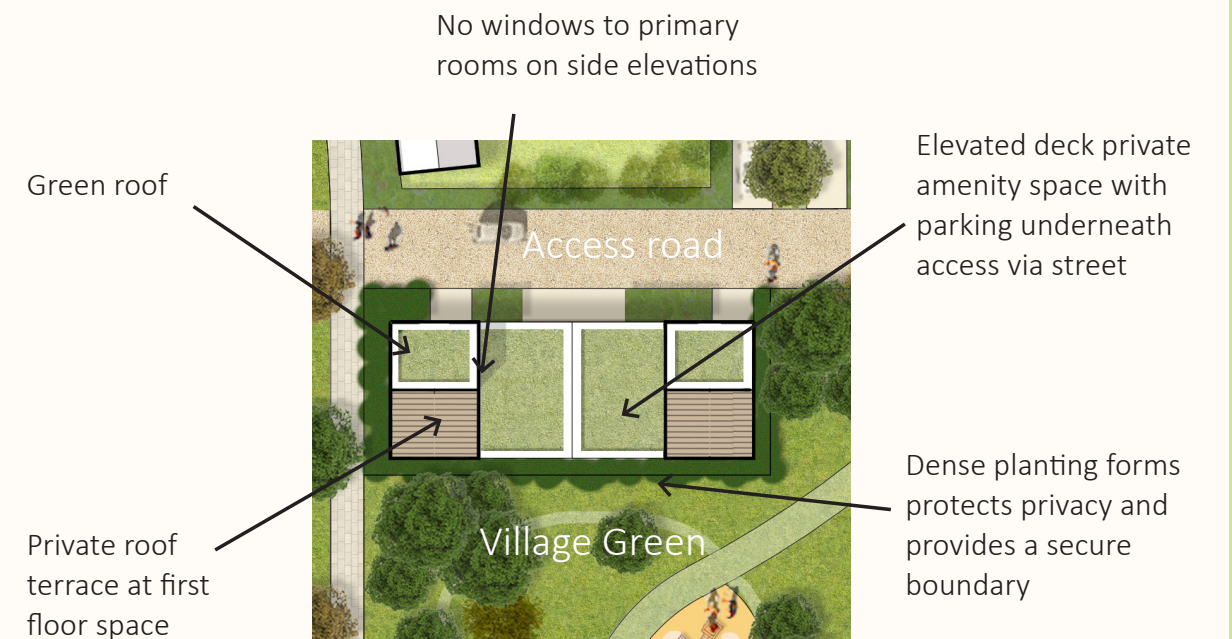 No windows to primary
rooms on side elevations
Green roof
Elevated deck private
amenity space with
parking underneath
access via street
Access road
Dense planting forms
protects privacy and
provides a secure
boundary
Village Green
Private roof
terrace at first
floor space